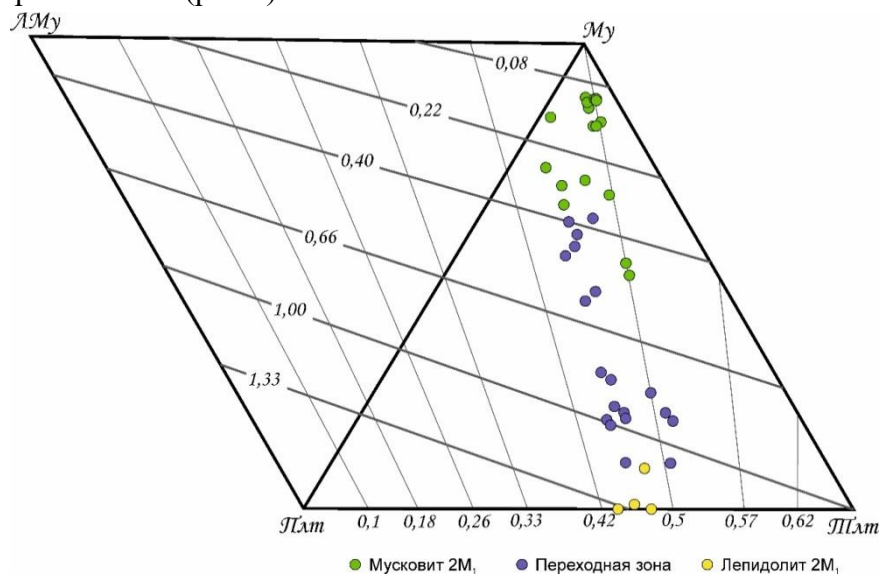 ЛМу
Му
0,08
0,22
0,40
0,66
1,00
1,33
Плт
0,1
0,18
0,26
0,33
0,42
0,5
0,57
0,62
Тлт
Мусковит 2M₁
Переходная зона
Лепидолит 2M₁